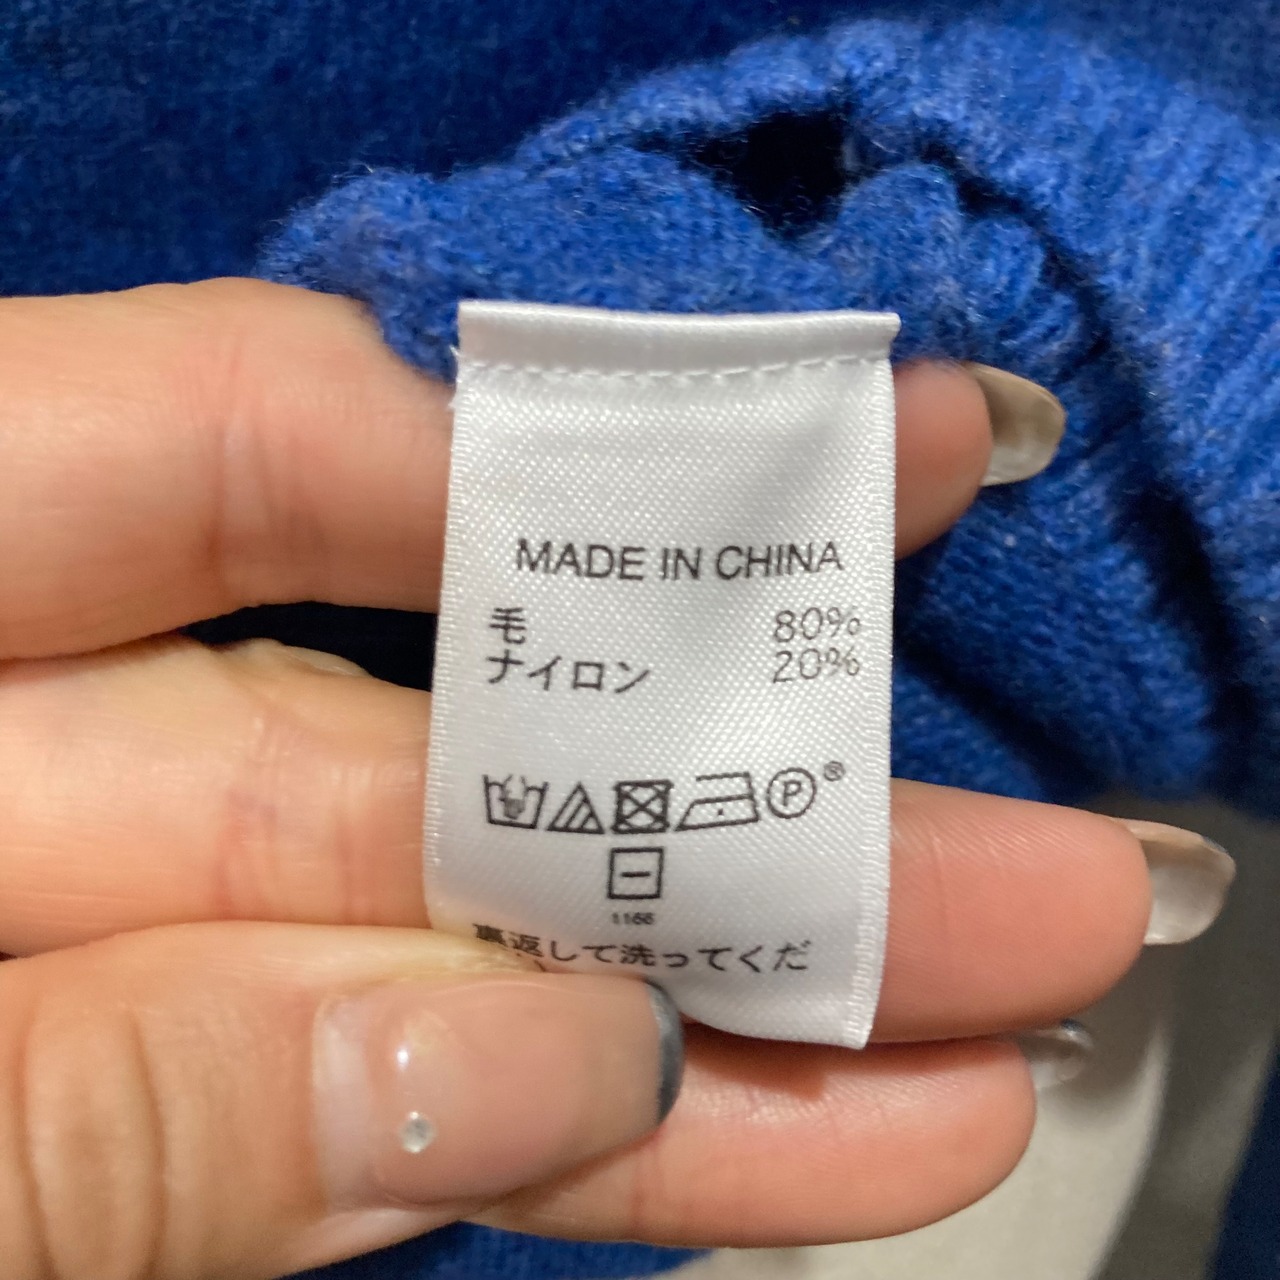 MADE IN CHINA
毛 80%
ナイロン 20%
P®
1166
裏返して洗ってくだ